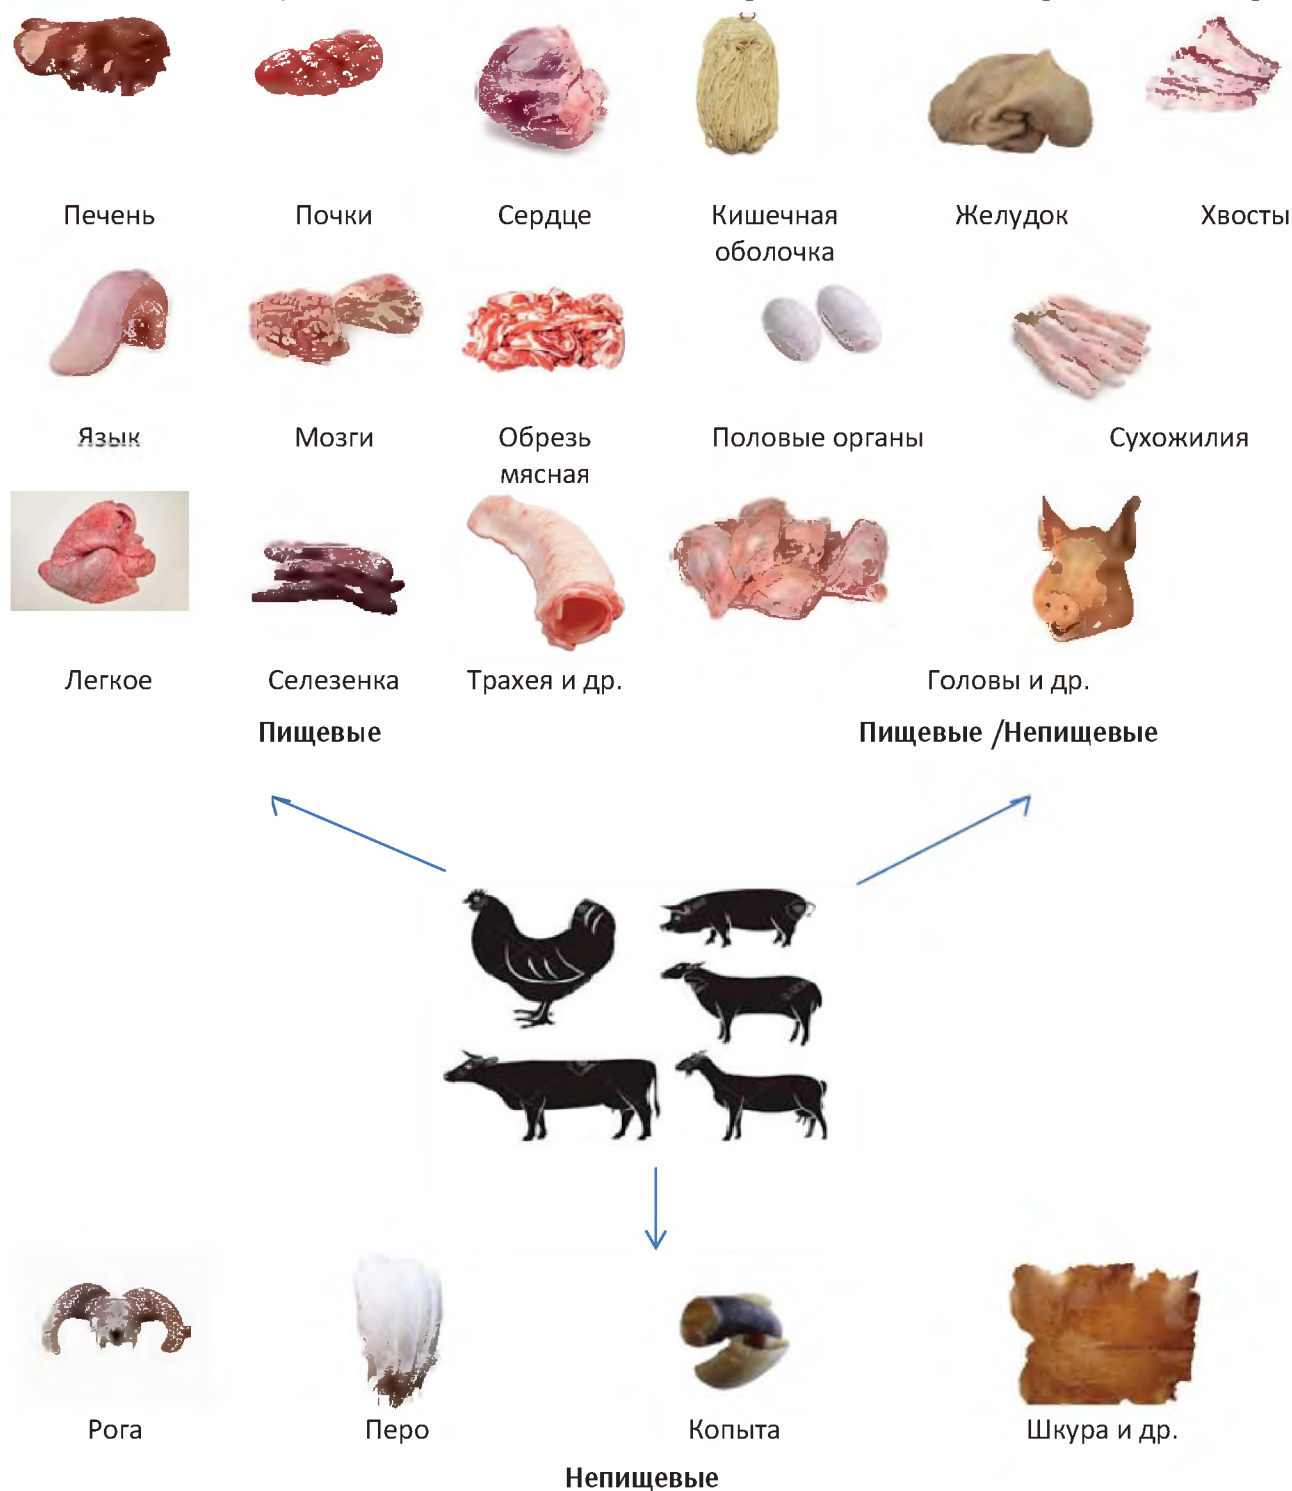 Печень Почки Сердце Кишечная оболочка Желудок Хвосты
Язык Мозги Обрезь мясная Половые органы Сухожилия
Легкое Селезенка Трахея и др. Головы и др.
Пищевые Пищевые /Непищевые
Рога Перо Копыта Шкура и др.
Непищевые